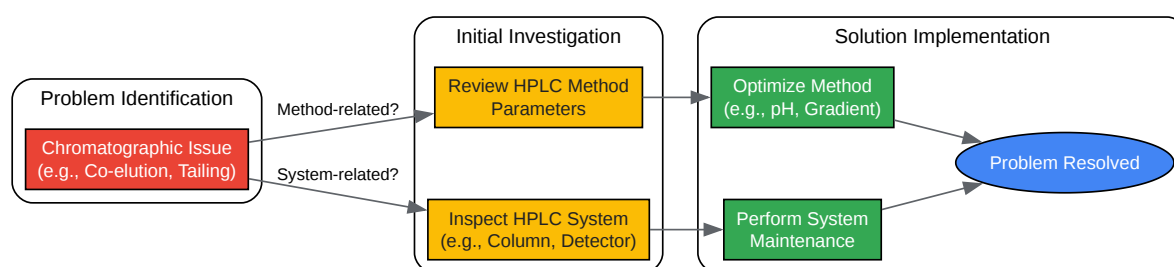 Problem Identification
Chromatographic Issue
(e.g., Co-elution, Tailing)
Method-related?
System-related?
Initial Investigation
Review HPLC Method
Parameters
Inspect HPLC System
(e.g., Column, Detector)
Solution Implementation
Optimize Method
(e.g., pH, Gradient)
Perform System
Maintenance
Problem Resolved